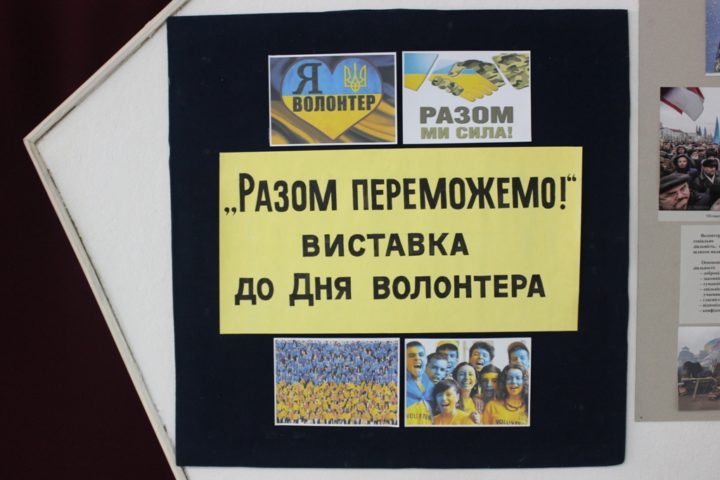 Я
ВОЛОНТЕР
РАЗОМ
МИ СИЛА!
„РАЗОМ ПЕРЕМОЖЕМО!“
ВИСТАВКА
ДО ДНЯ ВОЛОНТЕРА